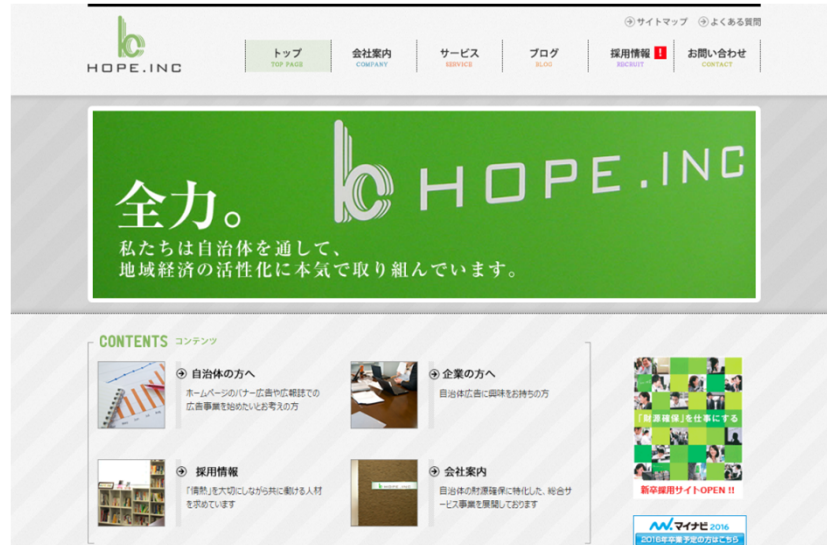 サイトマップ
よくある質問
HOPE.INC
トップ
TOP PAGE
会社案内
COMPANY
サービス
SERVICE
ブログ
BLOG
採用情報 !
RECRUIT
お問い合わせ
CONTACT
HOPE.INC
全力。
私たちは自治体を通して、
地域経済の活性化に本気で取り組んでいます。
CONTENTS コンテンツ
自治体の方へ
ホームページのバナー広告や広報誌での
広告事業を始めたいとお考えの方
企業の方へ
自治体広告に興味をお持ちの方
採用情報
「情熱」を大切にしながら共に働ける人材
を求めています
会社案内
自治体の財源確保に特化した、総合サ
ービス事業を展開しております
HOPE.INC
「財源確保」を仕事にする
新卒採用サイトOPEN !!
マイナビ 2016
2016年卒業予定の方はこちら